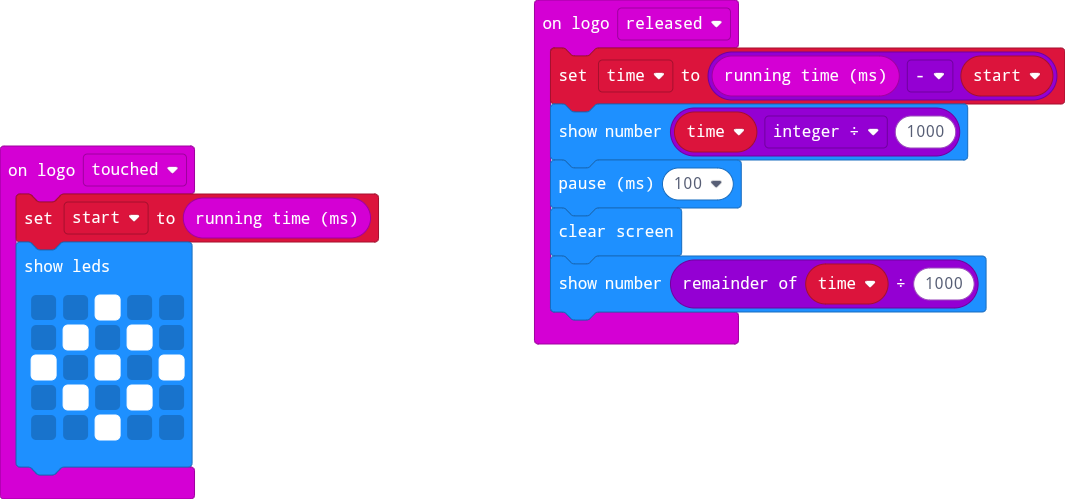 on logo touched
set start to running time (ms)
show leds
on logo released
set time to running time (ms) - start
show number time integer ÷ 1000
pause (ms) 100
clear screen
show number remainder of time ÷ 1000